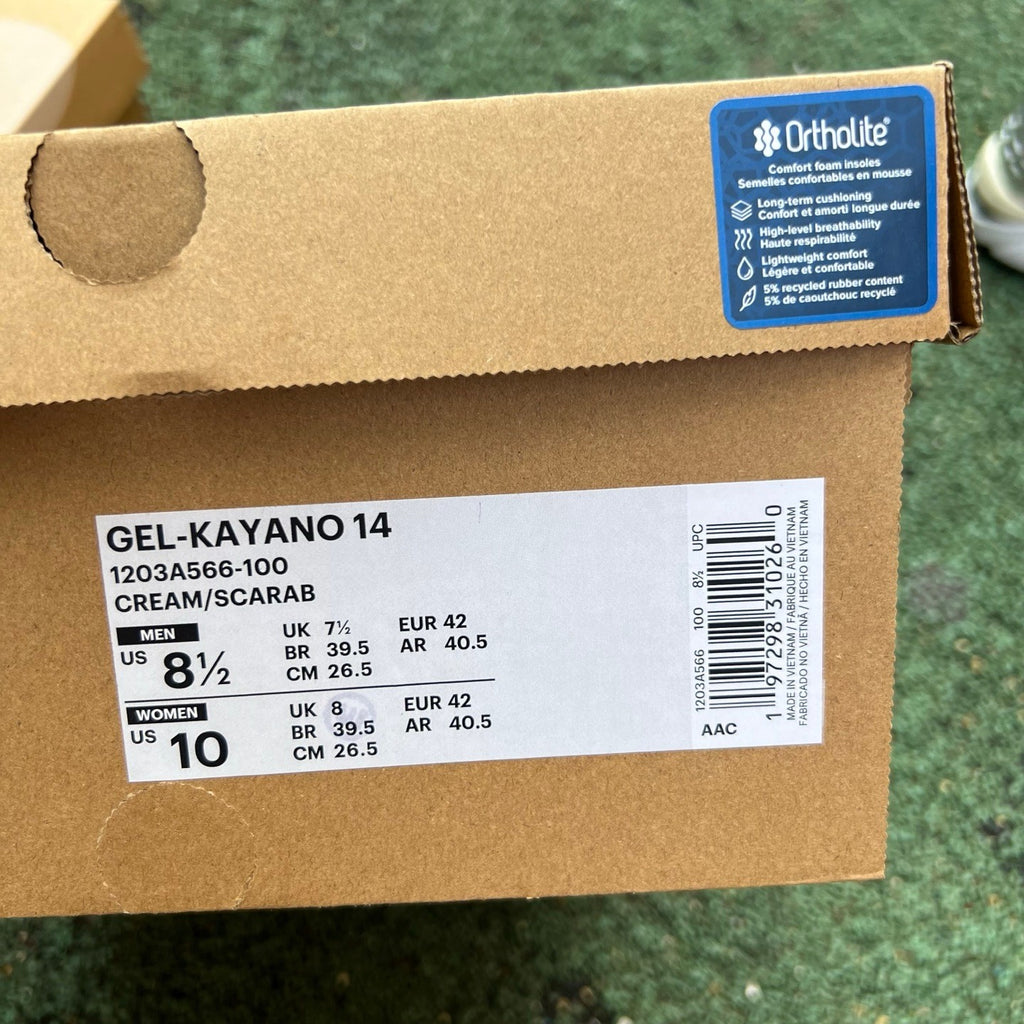 Ortholite®
Comfort foam insoles
Semelles confortables en mousse
Long-term cushioning
Confort et amorti longue durée
High-level breathability
Haute respirabilité
Lightweight comfort
Légère et confortable
5% recycled rubber content
5% de caoutchouc recyclé
GEL-KAYANO 14
1203A566-100
CREAM/SCARAB
MEN
US 8½
UK 7½
BR 39.5
CM 26.5
EUR 42
AR 40.5
WOMEN
US 10
UK 8
BR 39.5
CM 26.5
EUR 42
AR 40.5
1203A566 100 8½ UPC
1 97298 31026 0
MADE IN VIETNAM / FABRIQUE AU VIETNAM
FABRICADO NO VIETNÃ / HECHO EN VIETNAM
AAC